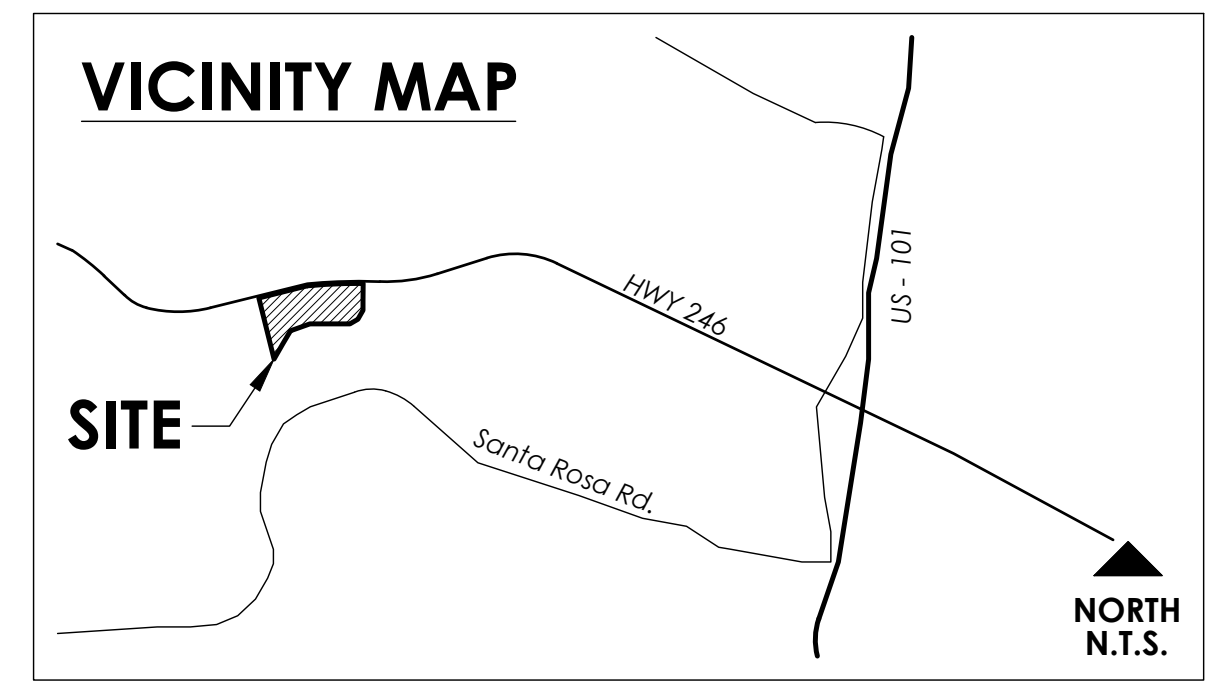 VICINITY MAP
US - 101
HWY 246
SITE
Santa Rosa Rd.
NORTH
N.T.S.